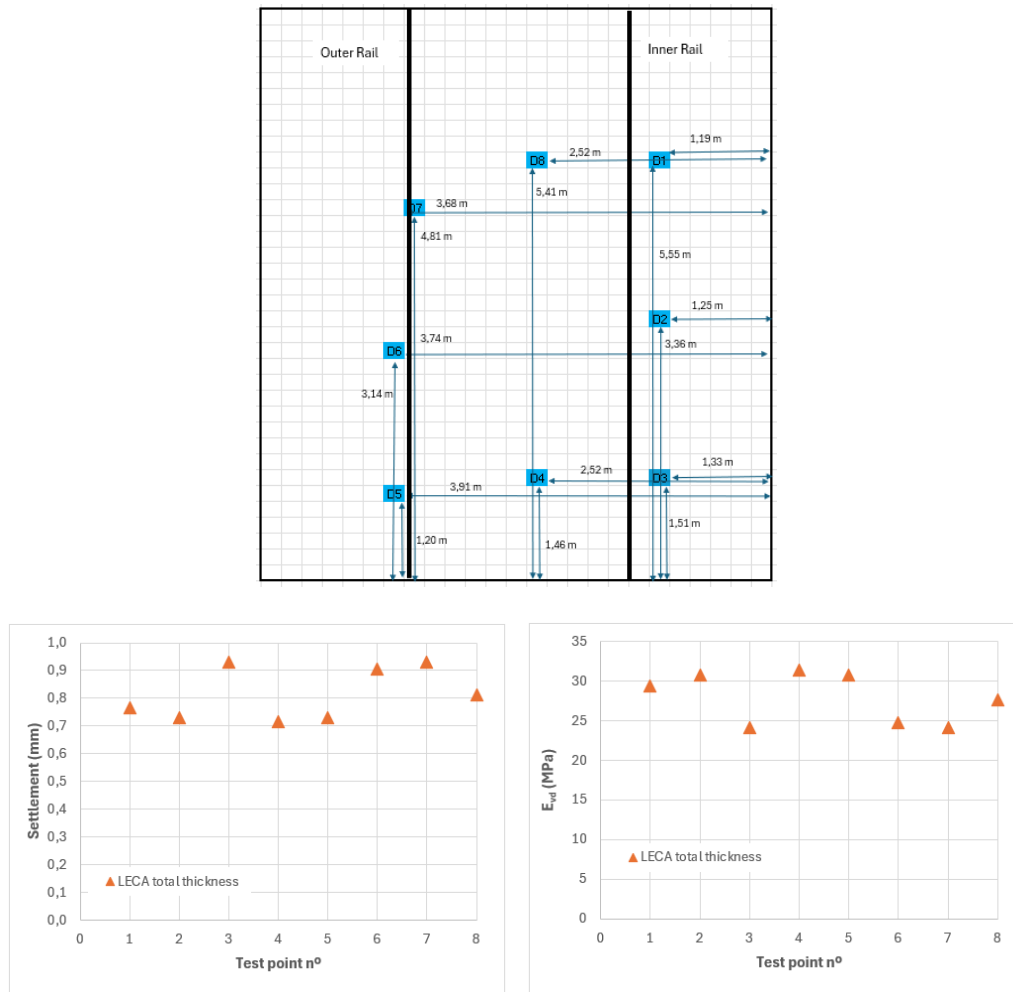 Outer Rail
Inner Rail
1,19 m
D8
2,52 m
D1
5,41 m
D7
3,68 m
4,81 m
5,55 m
1,25 m
D2
3,74 m
3,36 m
D6
3,14 m
1,33 m
2,52 m
D4
D3
3,91 m
D5
1,51 m
1,20 m
1,46 m
1,0
0,9
0,8
0,7
0,6
0,5
0,4
0,3
0,2
0,1
0,0
Settlement (mm)
LECA total thickness
0 1 2 3 4 5 6 7 8
Test point nº
35
30
25
20
15
10
5
0
Evd (MPa)
LECA total thickness
0 1 2 3 4 5 6 7 8
Test point nº